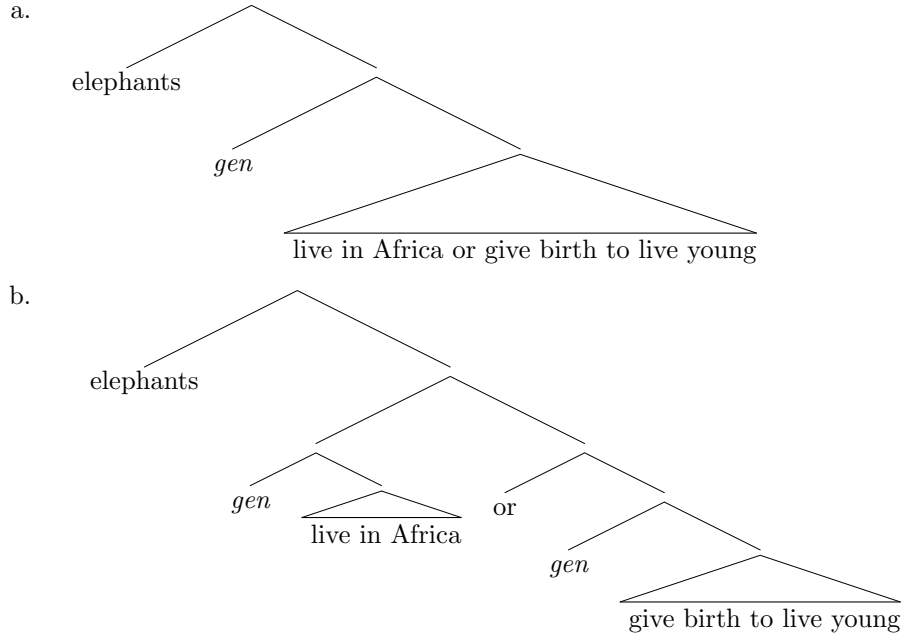 a.
elephants
gen
live in Africa or give birth to live young
b.
elephants
gen
live in Africa
or
gen
give birth to live young